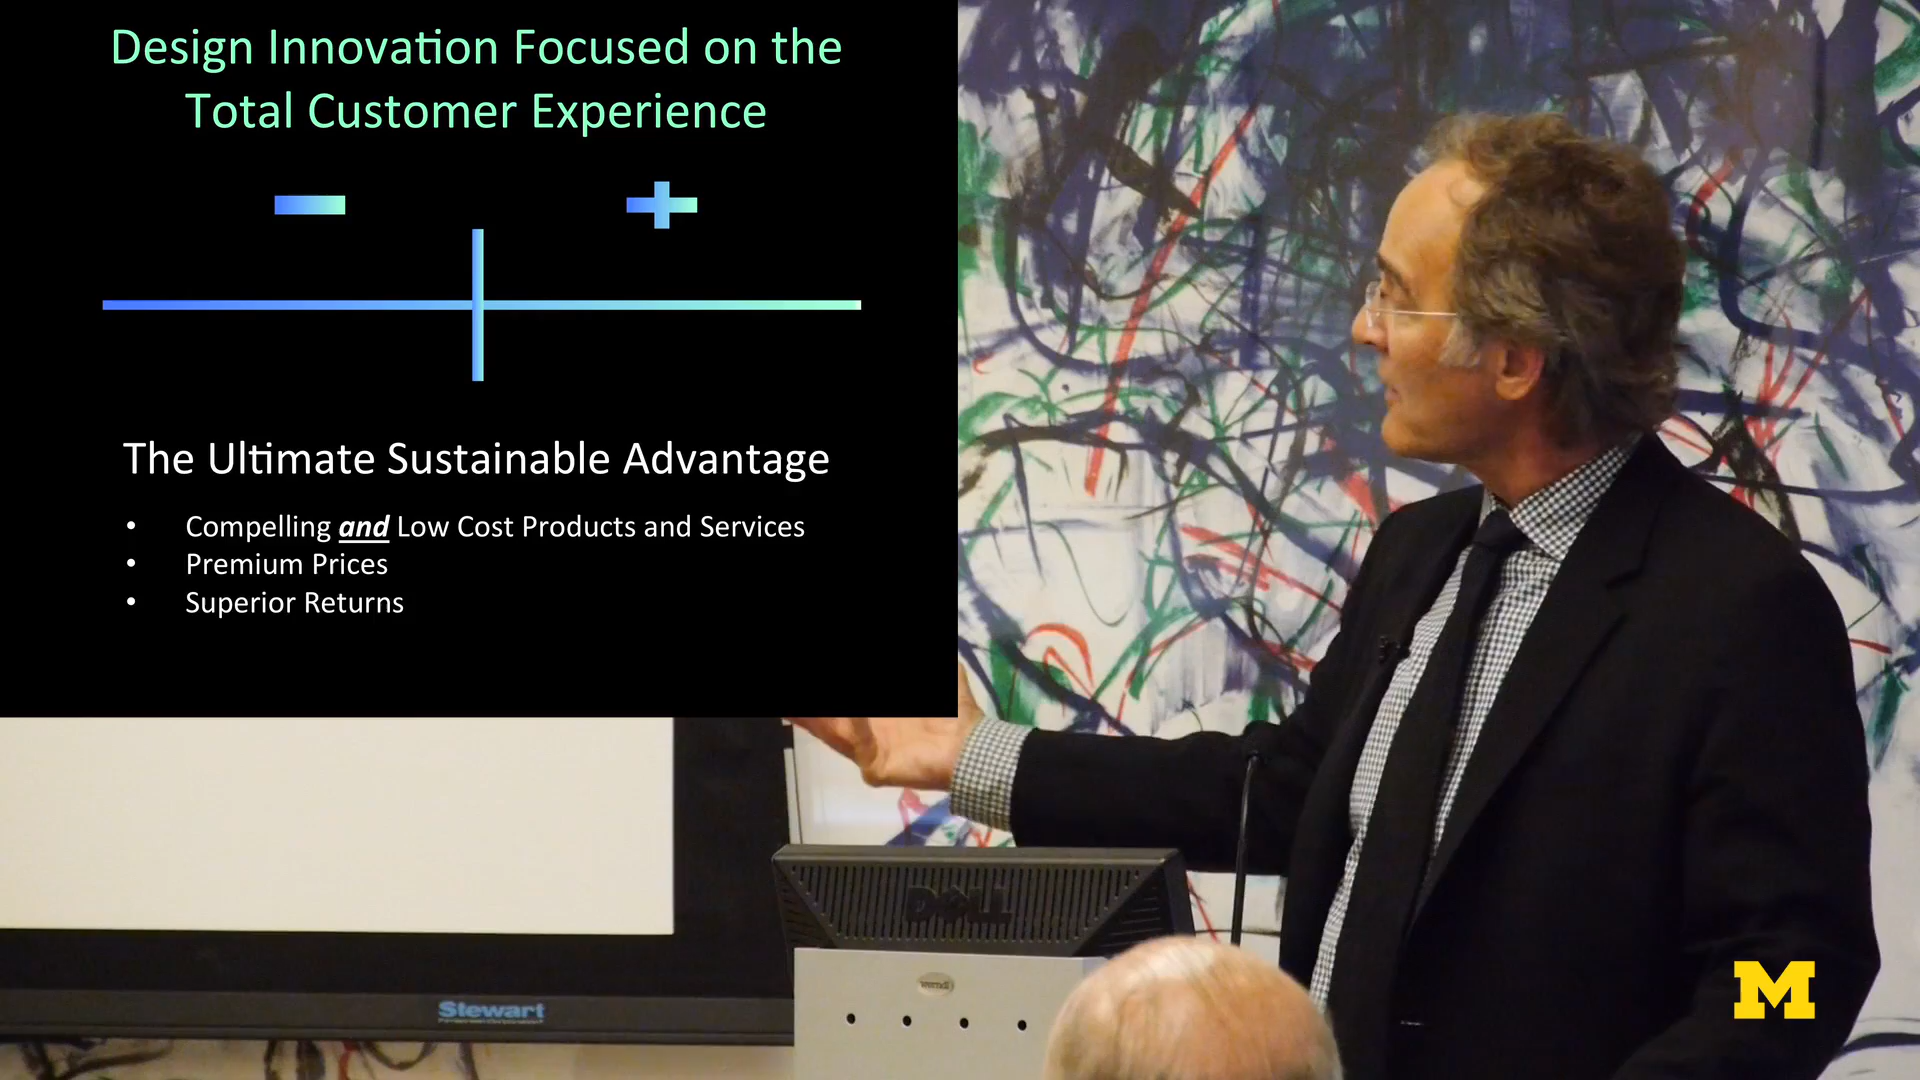 Design Innovation Focused on the
Total Customer Experience
The Ultimate Sustainable Advantage
• Compelling and Low Cost Products and Services
• Premium Prices
• Superior Returns
DELL
Stewart
M